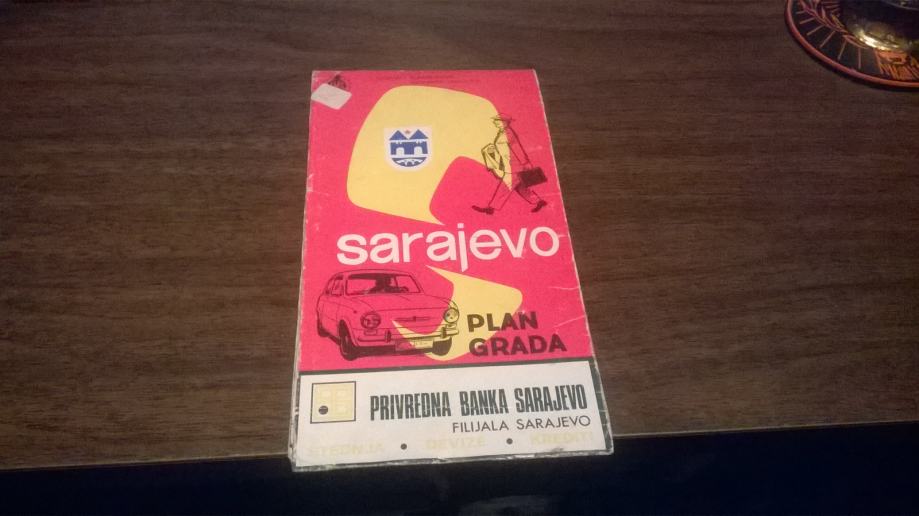 sarajevo
PLAN
GRADA
PRIVREDNA BANKA SARAJEVO
FILIJALA SARAJEVO
ŠTEDNJA • DEVIZE • KREDITI